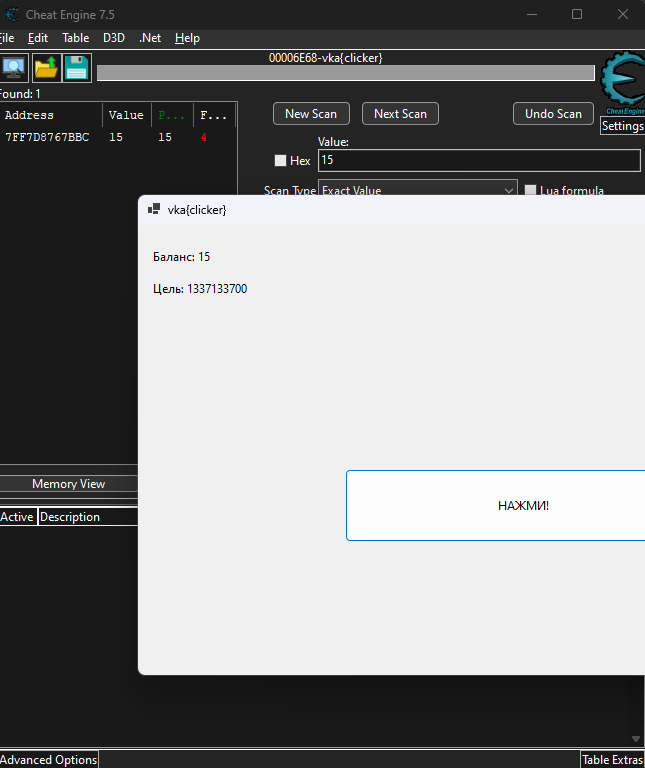 Cheat Engine 7.5
File Edit Table D3D .Net Help
00006E68-vka{clicker}
Found: 1
Address Value P... F...
7FF7D8767BBC 15 15 4
New Scan Next Scan Undo Scan
Cheat Engine
Settings
Value:
Hex 15
Scan Type Exact Value Lua formula
vka{clicker}
Баланс: 15
Цель: 1337133700
НАЖМИ!
Memory View
Active Description
Advanced Options Table Extras